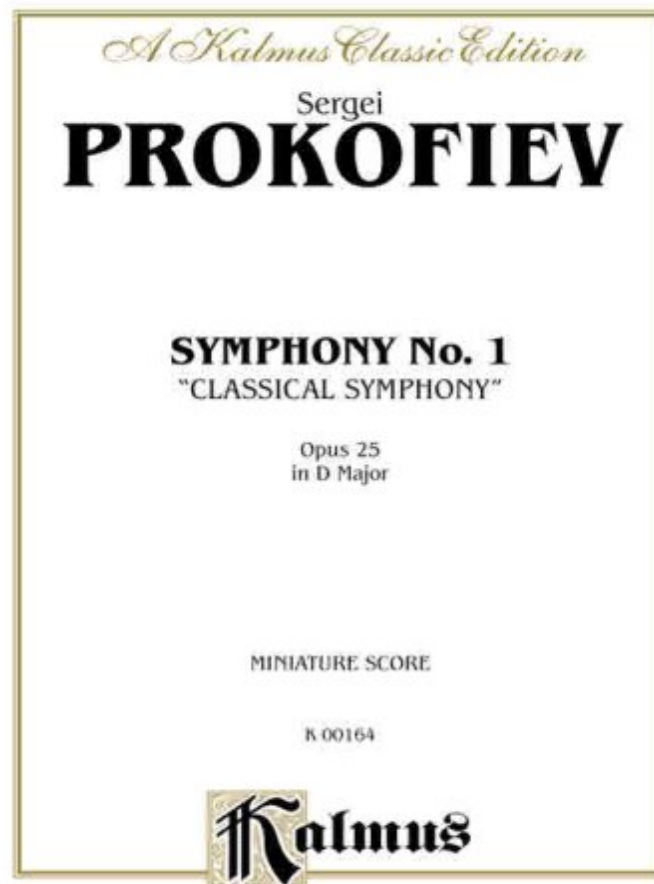 A Kalmus Classic Edition
Sergei
PROKOFIEV
SYMPHONY No. 1
"CLASSICAL SYMPHONY"
Opus 25
in D Major
MINIATURE SCORE
K 00164
Kalmus